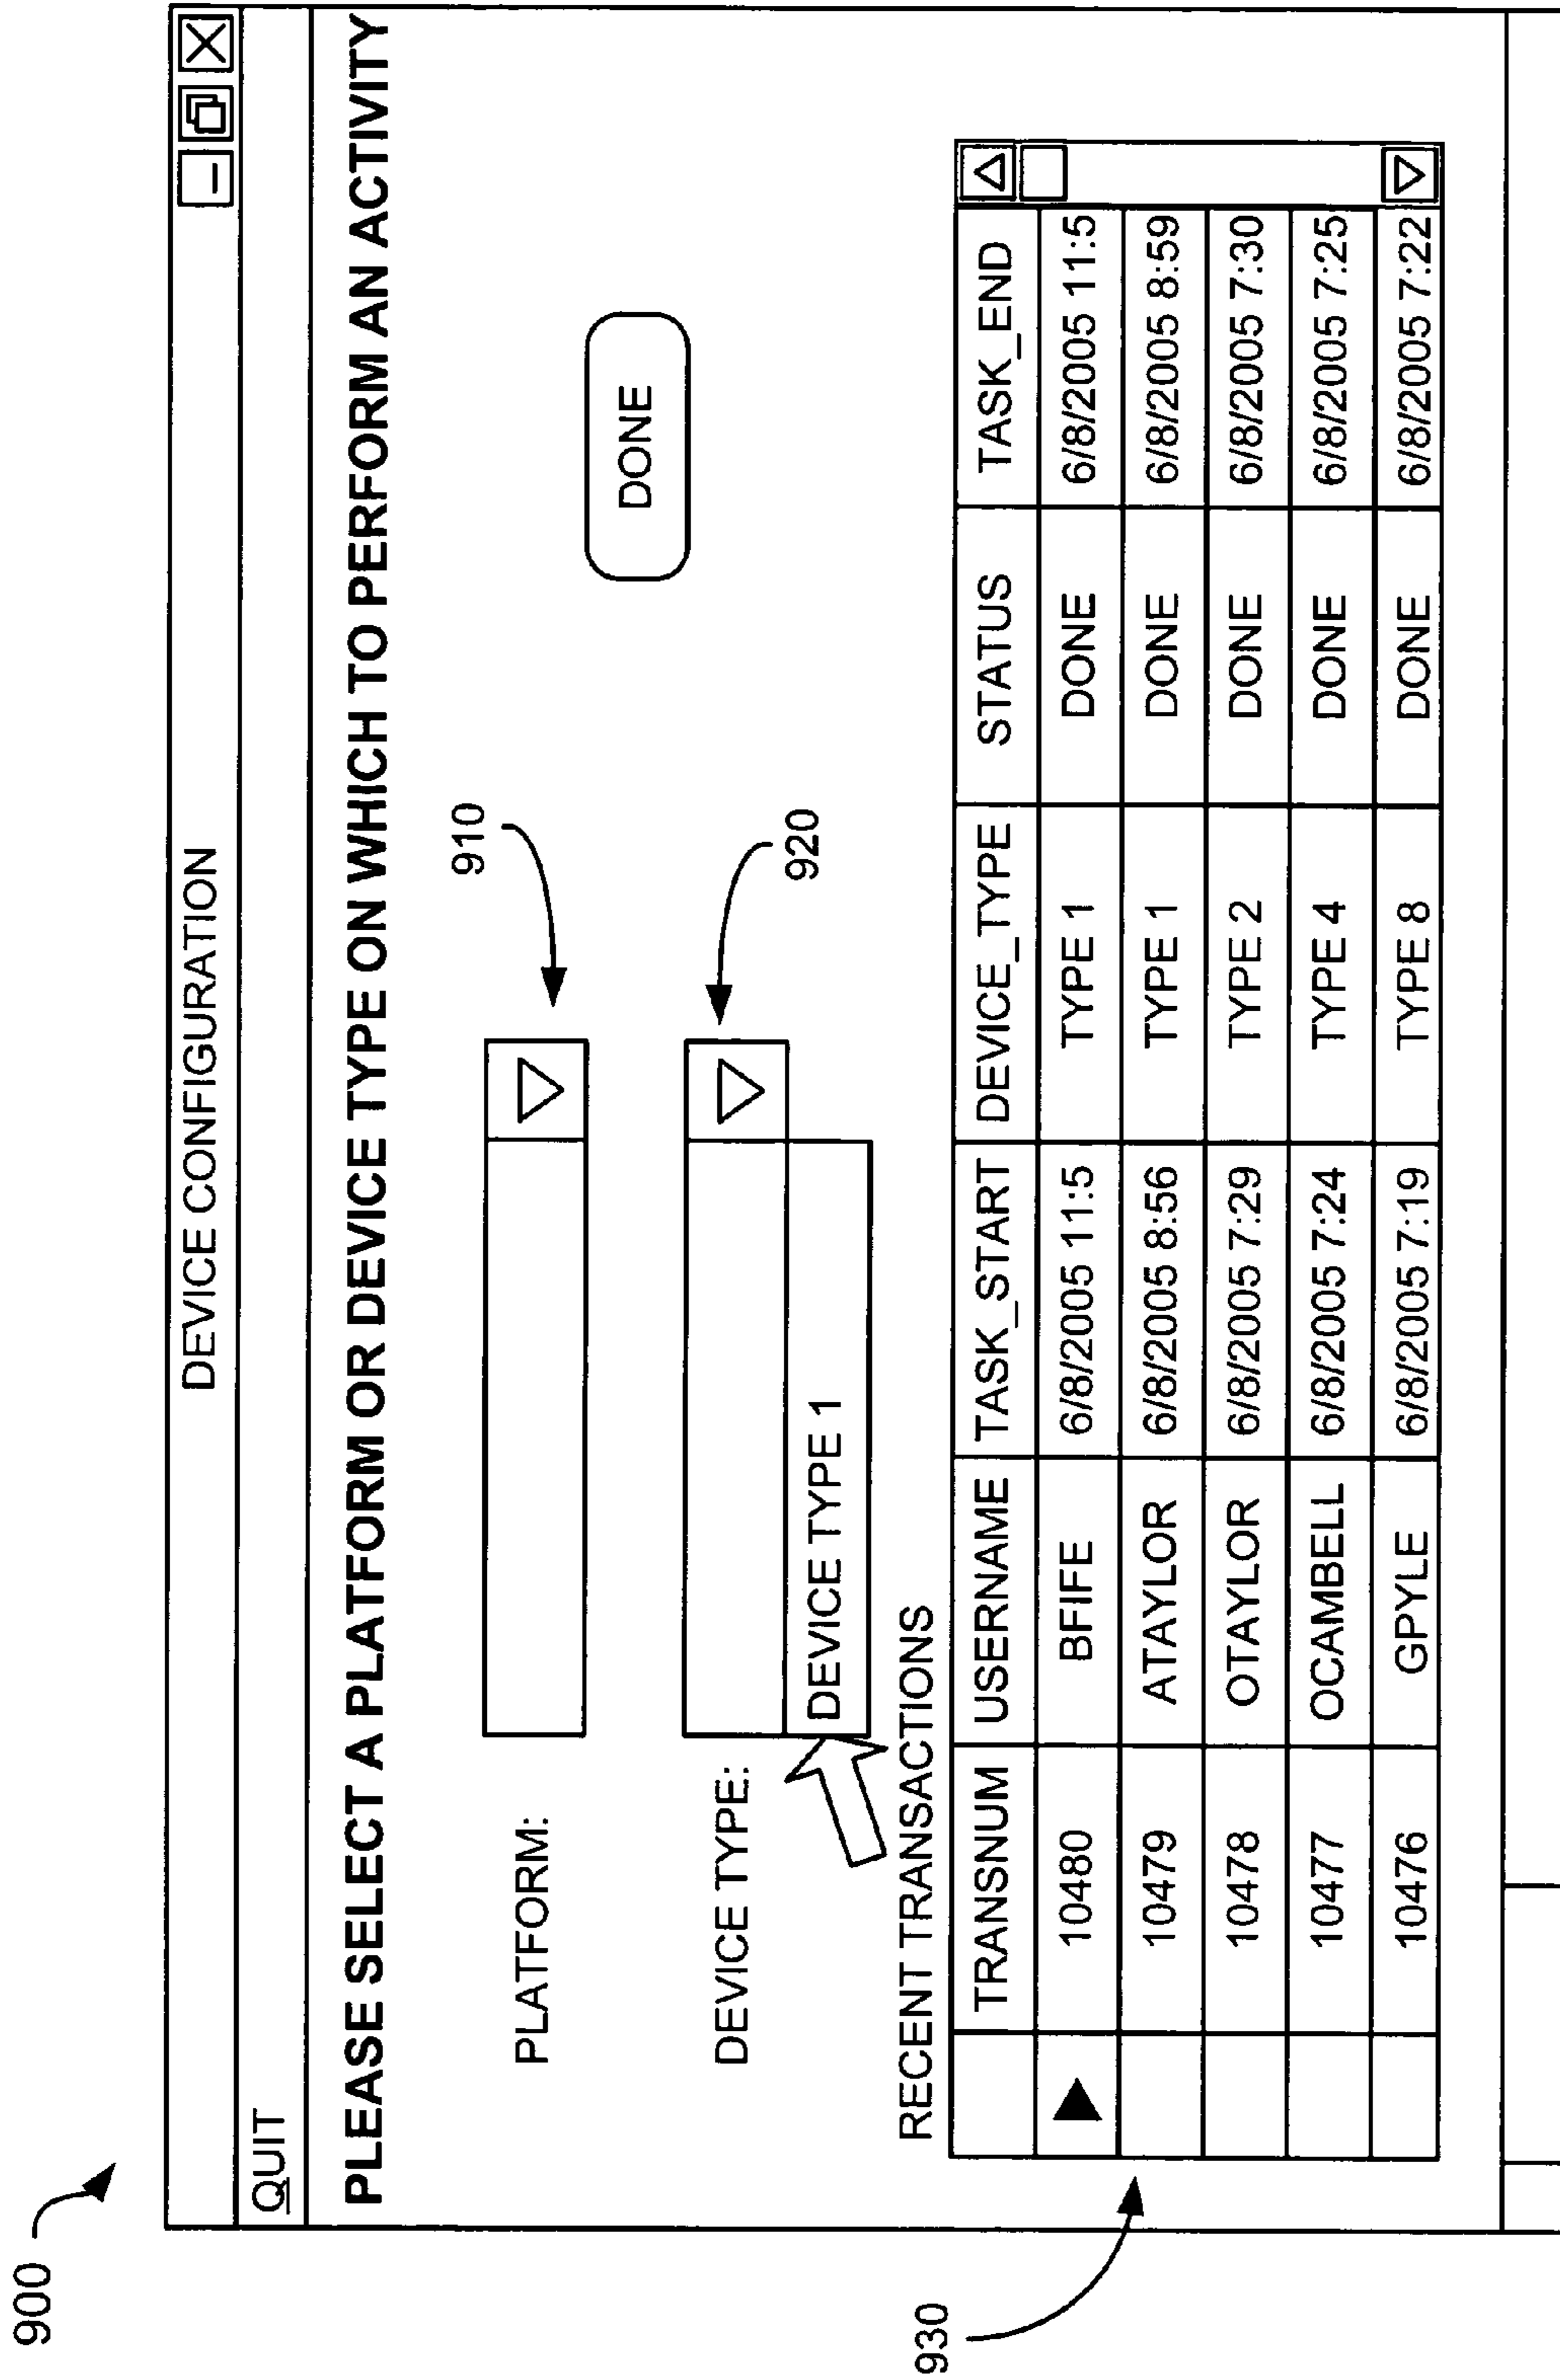 900
DEVICE CONFIGURATION
QUIT
PLEASE SELECT A PLATFORM OR DEVICE TYPE ON WHICH TO PERFORM AN ACTIVITY
910
PLATFORM:
DONE
DEVICE TYPE:
920
DEVICE TYPE 1
RECENT TRANSACTIONS
930
TRANSNUM USERNAME TASK_START DEVICE_TYPE STATUS TASK_END
10480 BFIFE 6/8/2005 11:5 TYPE 1 DONE 6/8/2005 11:5
10479 ATAYLOR 6/8/2005 8:56 TYPE 1 DONE 6/8/2005 8:59
10478 OTAYLOR 6/8/2005 7:29 TYPE 2 DONE 6/8/2005 7:30
10477 OCAMBELL 6/8/2005 7:24 TYPE 4 DONE 6/8/2005 7:25
10476 GPYLE 6/8/2005 7:19 TYPE 8 DONE 6/8/2005 7:22